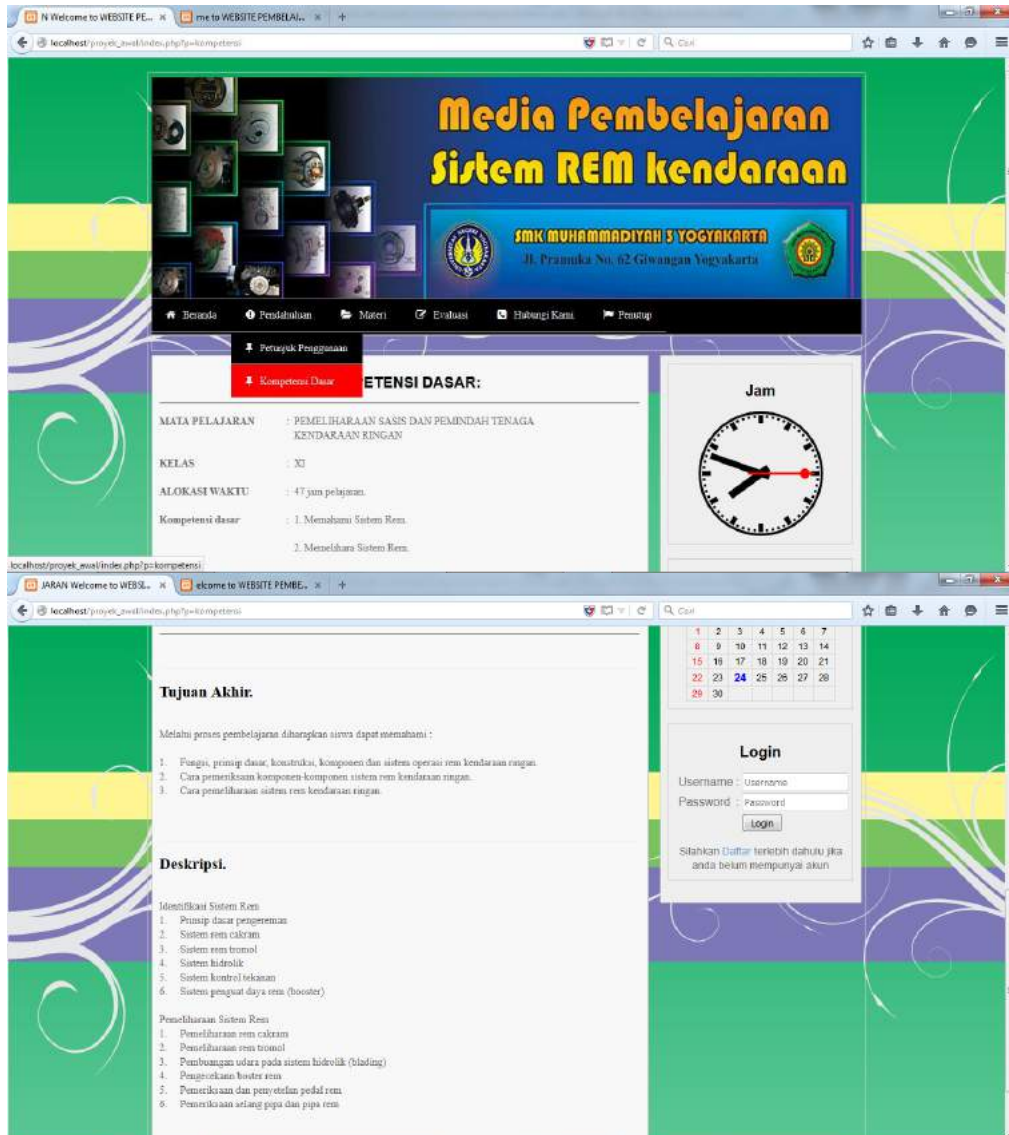 N Welcome to WEBSITE PE...
me to WEBSITE PEMBELAJ...
localhost/proyek_awal/index.php?p=kompetensi
Cari
Media Pembelajaran
Sistem REM kendaraan
SMK MUHAMMADIYAH 3 YOGYAKARTA
Jl. Pramuka No. 62 Giwangan Yogyakarta
Beranda Pendahuluan Materi Evaluasi Hubungi Kami Penutup
Petunjuk Penggunaan
Kompetensi Dasar
ETENSI DASAR:
Jam
MATA PELAJARAN : PEMELIHARAAN SASIS DAN PEMINDAH TENAGA
KENDARAAN RINGAN
KELAS : XI
ALOKASI WAKTU : 47 jam pelajaran.
Kompetensi dasar : 1. Memahami Sistem Rem.
2. Memelihara Sistem Rem.
localhost/proyek_awal/index.php?p=kompetensi
JARAN Welcome to WEBSI...
elcome to WEBSITE PEMBE...
localhost/proyek_awal/index.php?p=kompetensi
Cari
1 2 3 4 5 6 7
8 9 10 11 12 13 14
15 16 17 18 19 20 21
22 23 24 25 26 27 28
29 30
Tujuan Akhir.
Melalui proses pembelajaran diharapkan siswa dapat memahami :
1. Fungsi, prinsip dasar, konstruksi, komponen dan sistem operasi rem kendaraan ringan.
2. Cara pemeriksaan komponen-komponen sistem rem kendaraan ringan.
3. Cara pemeliharaan sistem rem kendaraan ringan.
Login
Username : Username
Password : Password
Login
Silahkan Daftar terlebih dahulu jika
anda belum mempunyai akun
Deskripsi.
Identifikasi Sistem Rem
1. Prinsip dasar pengereman
2. Sistem rem cakram
3. Sistem rem tromol
4. Sistem hidrolik
5. Sistem kontrol tekanan
6. Sistem penguat daya rem (booster)
Pemeliharaan Sistem Rem
1. Pemeliharaan rem cakram
2. Pemeliharaan rem tromol
3. Pembuangan udara pada sistem hidrolik (blading)
4. Pengecekann boster rem
5. Pemeriksaan dan penyetelan pedal rem
6. Pemeriksaan selang pipa dan pipa rem